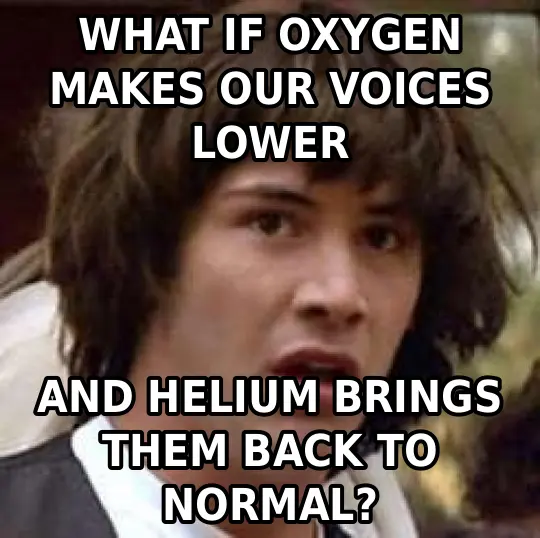 WHAT IF OXYGEN
MAKES OUR VOICES
LOWER
AND HELIUM BRINGS
THEM BACK TO
NORMAL?